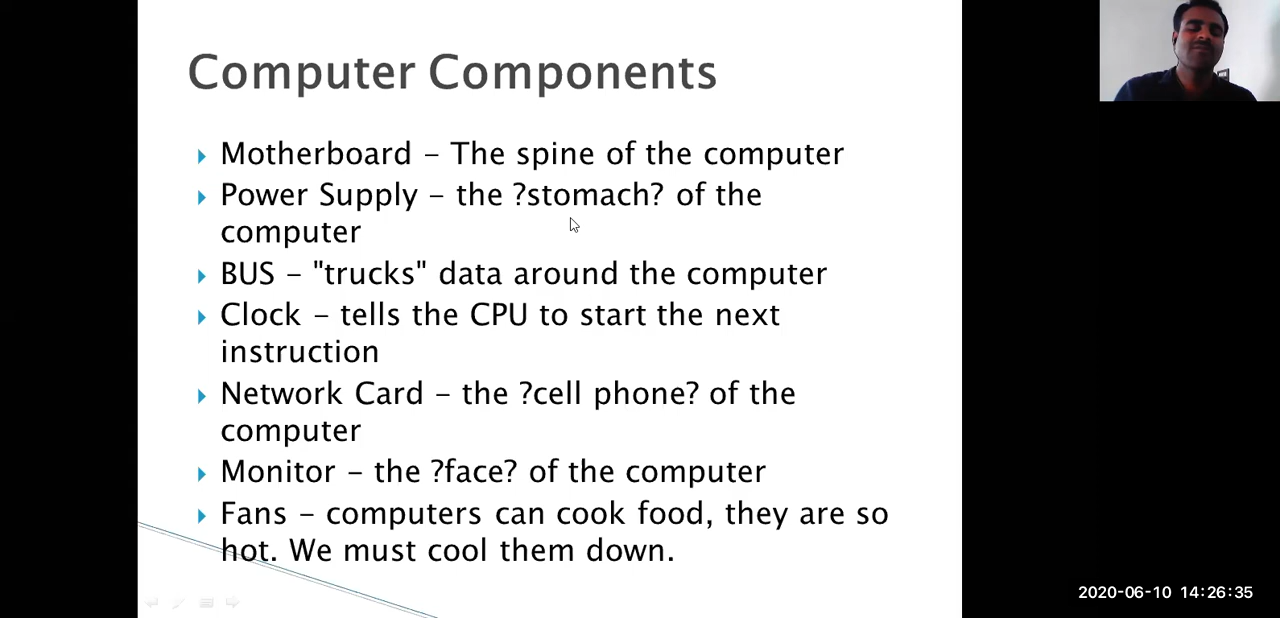 Computer Components
Motherboard – The spine of the computer
Power Supply – the ?stomach? of the
computer
BUS – "trucks" data around the computer
Clock – tells the CPU to start the next
instruction
Network Card – the ?cell phone? of the
computer
Monitor – the ?face? of the computer
Fans – computers can cook food, they are so
hot. We must cool them down.
2020-06-10 14:26:35